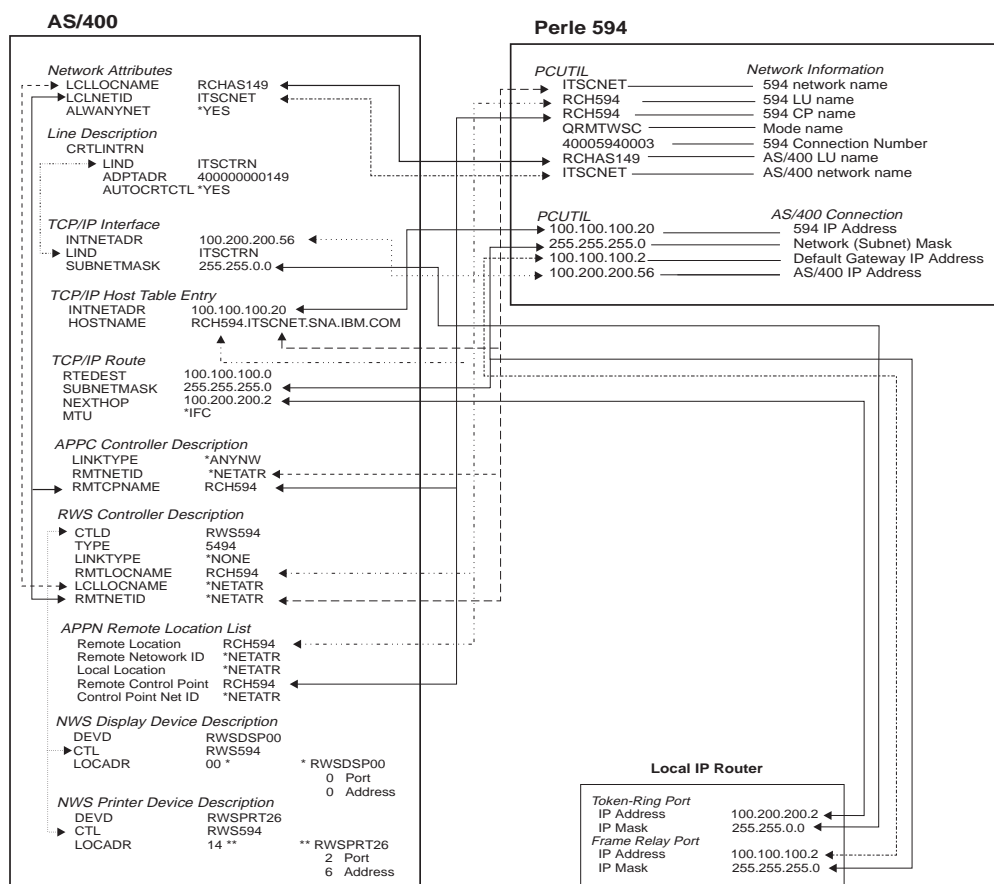 AS/400
Network Attributes
LCLLOCNAME RCHAS149
LCLNETID ITSCNET
ALWANYNET *YES
Line Description
CRTLINTRN
LIND ITSCTRN
ADPTADR 400000000149
AUTOCRTCTL *YES
TCP/IP Interface
INTNETADR 100.200.200.56
LIND ITSCTRN
SUBNETMASK 255.255.0.0
TCP/IP Host Table Entry
INTNETADR 100.100.100.20
HOSTNAME RCH594.ITSCNET.SNA.IBM.COM
TCP/IP Route
RTEDEST 100.100.100.0
SUBNETMASK 255.255.255.0
NEXTHOP 100.200.200.2
MTU *IFC
APPC Controller Description
LINKTYPE *ANYNW
RMTNETID *NETATR
RMTCPNAME RCH594
RWS Controller Description
CTLD RWS594
TYPE 5494
LINKTYPE *NONE
RMTLOCNAME RCH594
LCLLOCNAME *NETATR
RMTNETID *NETATR
APPN Remote Location List
Remote Location RCH594
Remote Netowork ID *NETATR
Local Location *NETATR
Remote Control Point RCH594
Control Point Net ID *NETATR
NWS Display Device Description
DEVD RWSDSP00
CTL RWS594
LOCADR 00 * * RWSDSP00
0 Port
0 Address
NWS Printer Device Description
DEVD RWSPRT26
CTL RWS594
LOCADR 14 ** ** RWSPRT26
2 Port
6 Address
Perle 594
PCUTIL Network Information
ITSCNET 594 network name
RCH594 594 LU name
RCH594 594 CP name
QRMTWSC Mode name
40005940003 594 Connection Number
RCHAS149 AS/400 LU name
ITSCNET AS/400 network name
PCUTIL AS/400 Connection
100.100.100.20 594 IP Address
255.255.255.0 Network (Subnet) Mask
100.100.100.2 Default Gateway IP Address
100.200.200.56 AS/400 IP Address
Local IP Router
Token-Ring Port
IP Address 100.200.200.2
IP Mask 255.255.0.0
Frame Relay Port
IP Address 100.100.100.2
IP Mask 255.255.255.0